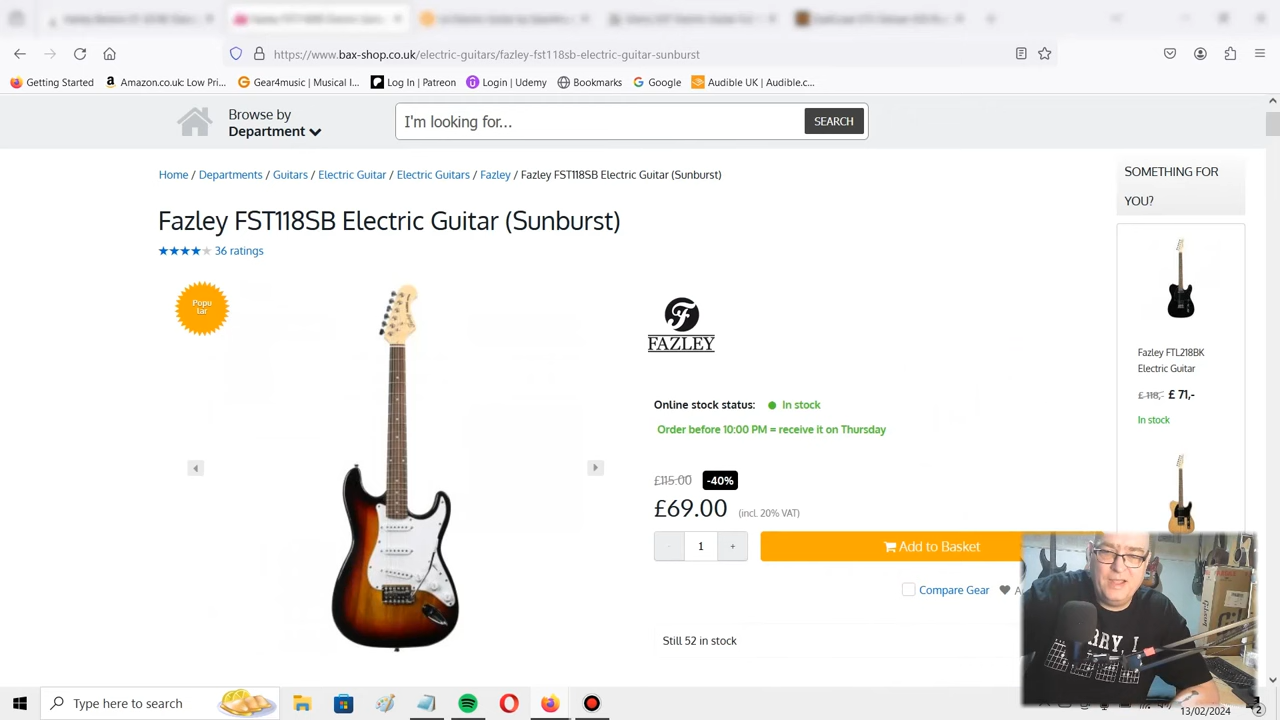 https://www.bax-shop.co.uk/electric-guitars/fazley-fst118sb-electric-guitar-sunburst
Getting Started
Amazon.co.uk: Low Pri...
Gear4music | Musical I...
Log In | Patreon
Login | Udemy
Bookmarks
Google
Audible UK | Audible.c...
Browse by
Department
I'm looking for...
SEARCH
Home / Departments / Guitars / Electric Guitar / Electric Guitars / Fazley / Fazley FST118SB Electric Guitar (Sunburst)
Fazley FST118SB Electric Guitar (Sunburst)
36 ratings
Popu
lar
F
FAZLEY
Online stock status: In stock
Order before 10:00 PM = receive it on Thursday
£115.00 -40%
£69.00 (incl. 20% VAT)
- 1 +
Add to Basket
Compare Gear
Still 52 in stock
SOMETHING FOR
YOU?
Fazley FTL218BK
Electric Guitar
£ 118,- £ 71,-
In stock
Type here to search
13/02/2024
2